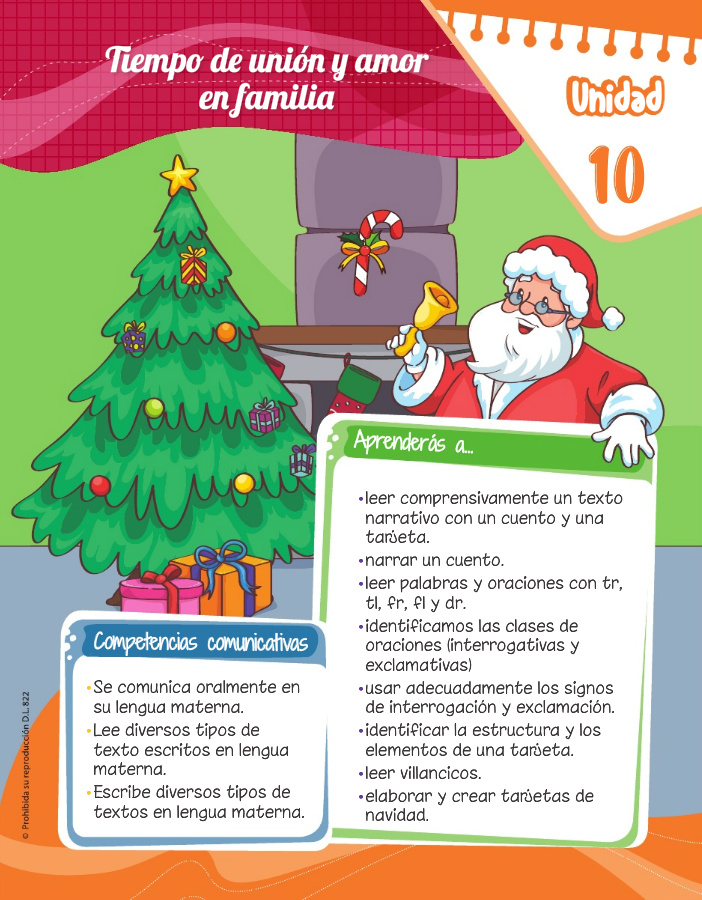 Tiempo de unión y amor
en familia
Unidad
10
Aprenderás a...
•leer comprensivamente un texto
narrativo con un cuento y una
tarjeta.
•narrar un cuento.
•leer palabras y oraciones con tr,
tl, fr, fl y dr.
•identificamos las clases de
oraciones (interrogativas y
exclamativas)
•usar adecuadamente los signos
de interrogación y exclamación.
•identificar la estructura y los
elementos de una tarjeta.
•leer villancicos.
•elaborar y crear tarjetas de
navidad.
Competencias comunicativas
•Se comunica oralmente en
su lengua materna.
•Lee diversos tipos de
texto escritos en lengua
materna.
•Escribe diversos tipos de
textos en lengua materna.
© Prohibida su reproducción D.L.822